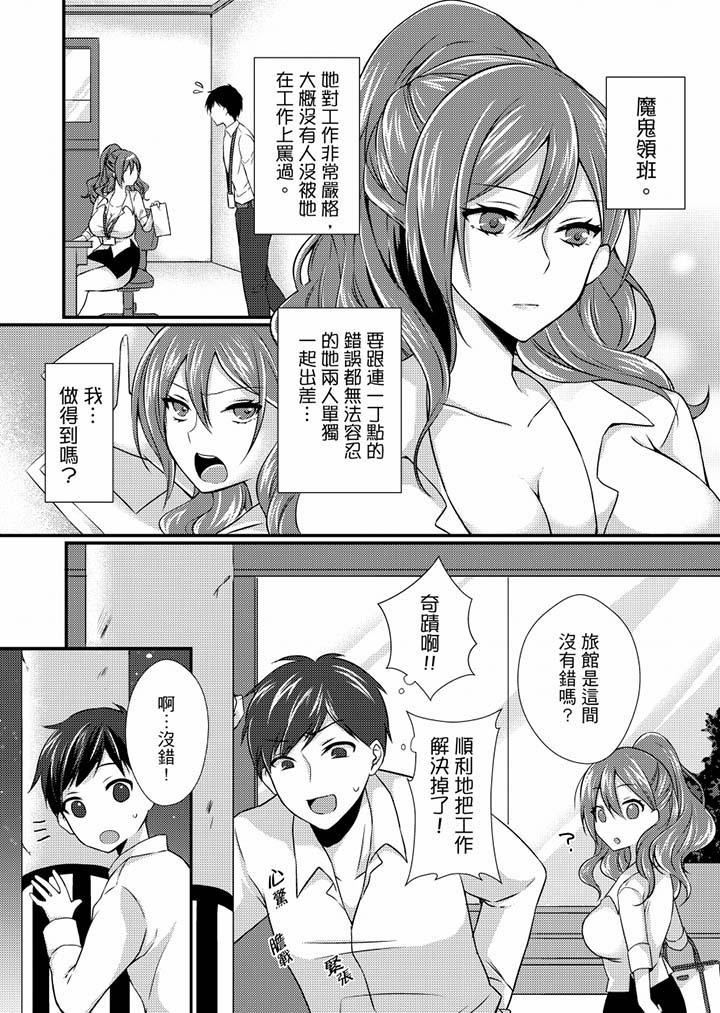 魔鬼領班。
她對工作非常嚴格，
大概沒有人沒被她
在工作上罵過。
要跟連一丁點的
錯誤都無法容忍
的她兩人單獨
一起出差…
我…
做得到嗎？
旅館是這間
沒有錯嗎？
?
奇蹟啊!!
順利地把工作
解決掉了！
心驚
膽戰
緊張
啊…沒錯！